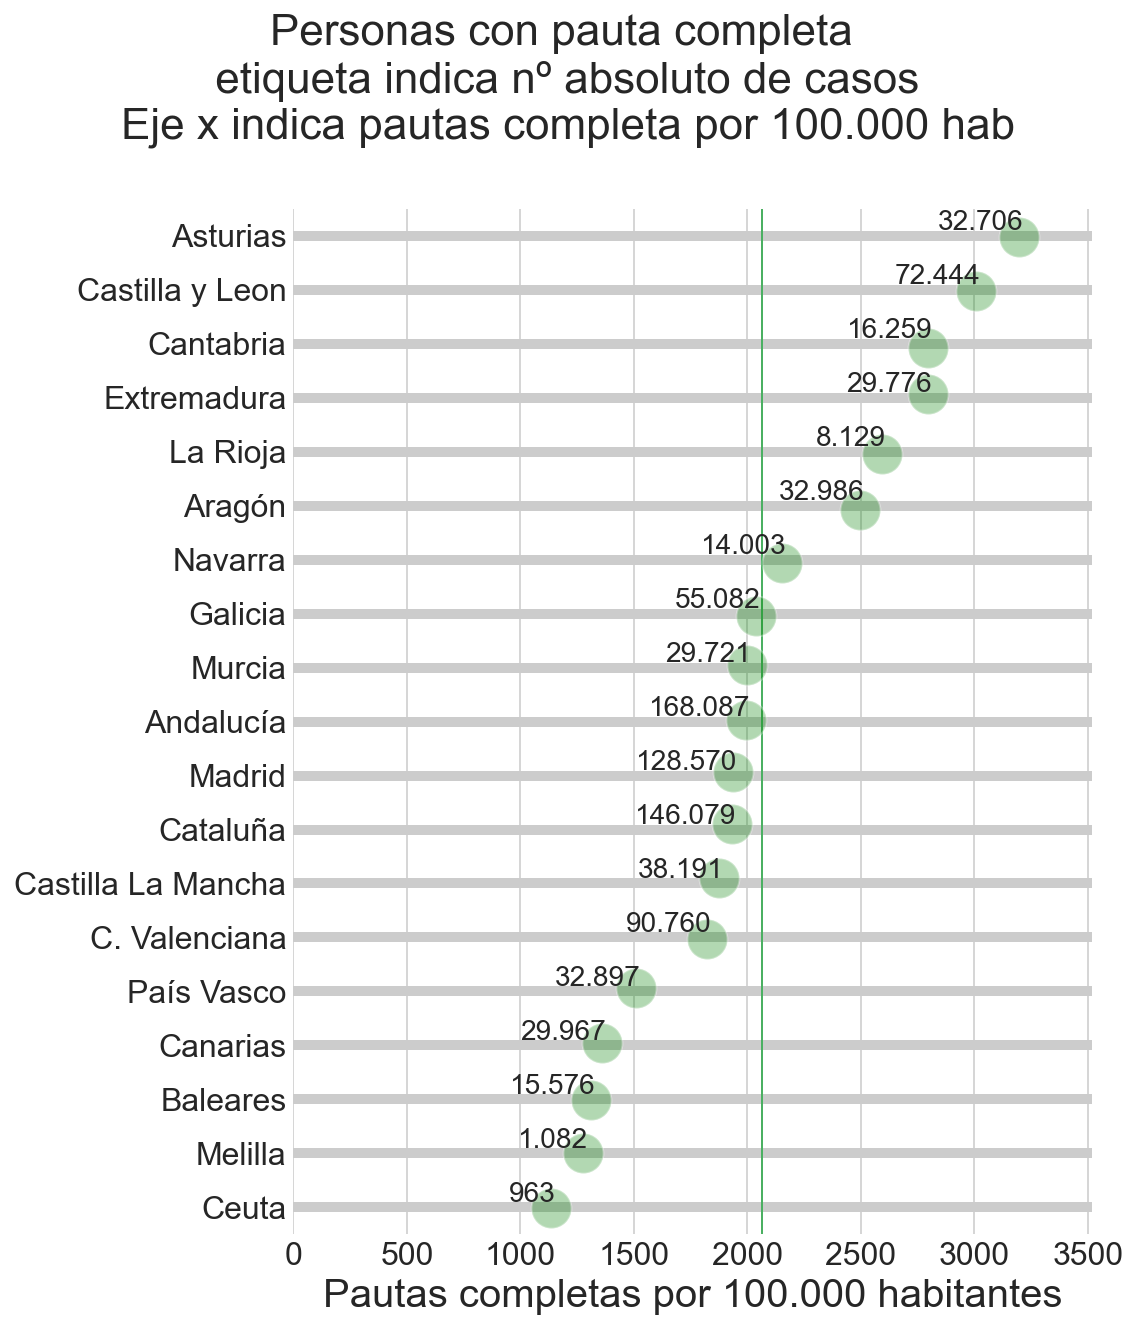 Personas con pauta completa
etiqueta indica nº absoluto de casos
Eje x indica pautas completa por 100.000 hab
Asturias 32.706
Castilla y Leon 72.444
Cantabria 16.259
Extremadura 29.776
La Rioja 8.129
Aragón 32.986
Navarra 14.003
Galicia 55.082
Murcia 29.721
Andalucía 168.087
Madrid 128.570
Cataluña 146.079
Castilla La Mancha 38.191
C. Valenciana 90.760
País Vasco 32.897
Canarias 29.967
Baleares 15.576
Melilla 1.082
Ceuta 963
0 500 1000 1500 2000 2500 3000 3500
Pautas completas por 100.000 habitantes